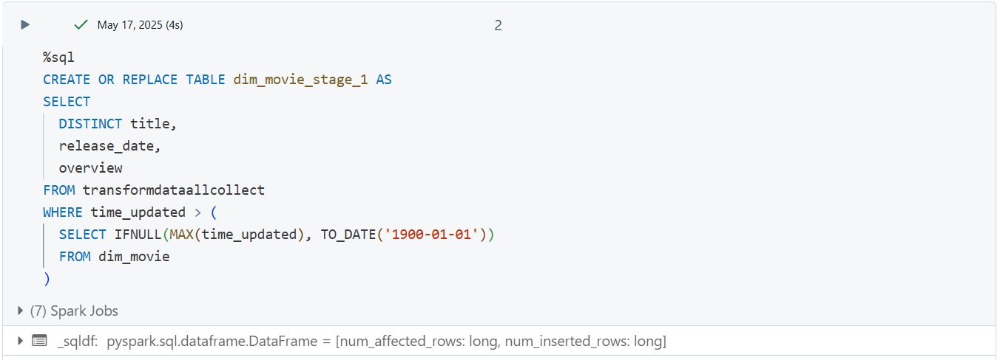 May 17, 2025 (4s)
2
%sql
CREATE OR REPLACE TABLE dim_movie_stage_1 AS
SELECT
DISTINCT title,
release_date,
overview
FROM transformdataallcollect
WHERE time_updated > (
SELECT IFNULL(MAX(time_updated), TO_DATE('1900-01-01'))
FROM dim_movie
)
(7) Spark Jobs
_sqldf: pyspark.sql.dataframe.DataFrame = [num_affected_rows: long, num_inserted_rows: long]